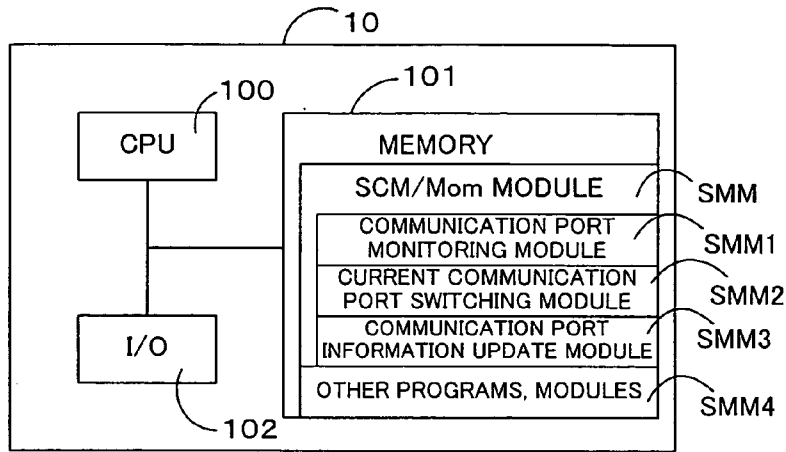 10
100
101
CPU
MEMORY
SCM/Mom MODULE
SMM
COMMUNICATION PORT
MONITORING MODULE
SMM1
CURRENT COMMUNICATION
PORT SWITCHING MODULE
SMM2
COMMUNICATION PORT
INFORMATION UPDATE MODULE
SMM3
I/O
OTHER PROGRAMS, MODULES
SMM4
102